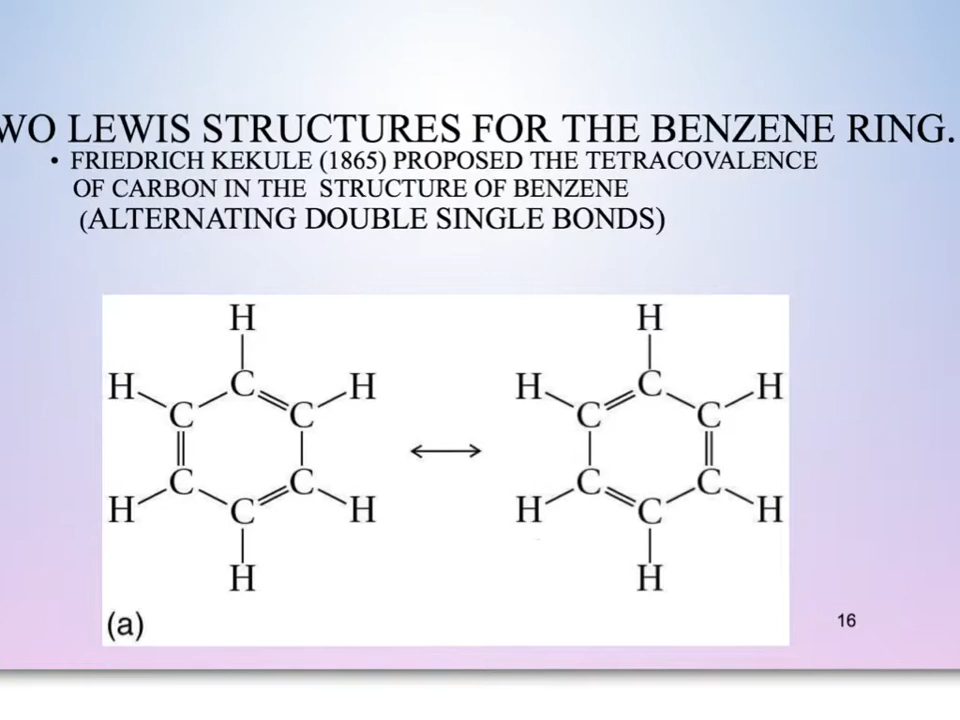 WO LEWIS STRUCTURES FOR THE BENZENE RING.
• FRIEDRICH KEKULE (1865) PROPOSED THE TETRACOVALENCE
OF CARBON IN THE STRUCTURE OF BENZENE
(ALTERNATING DOUBLE SINGLE BONDS)
H H
H C H H C H
C C C C
C C C C
H C H H C H
H H
(a)
16